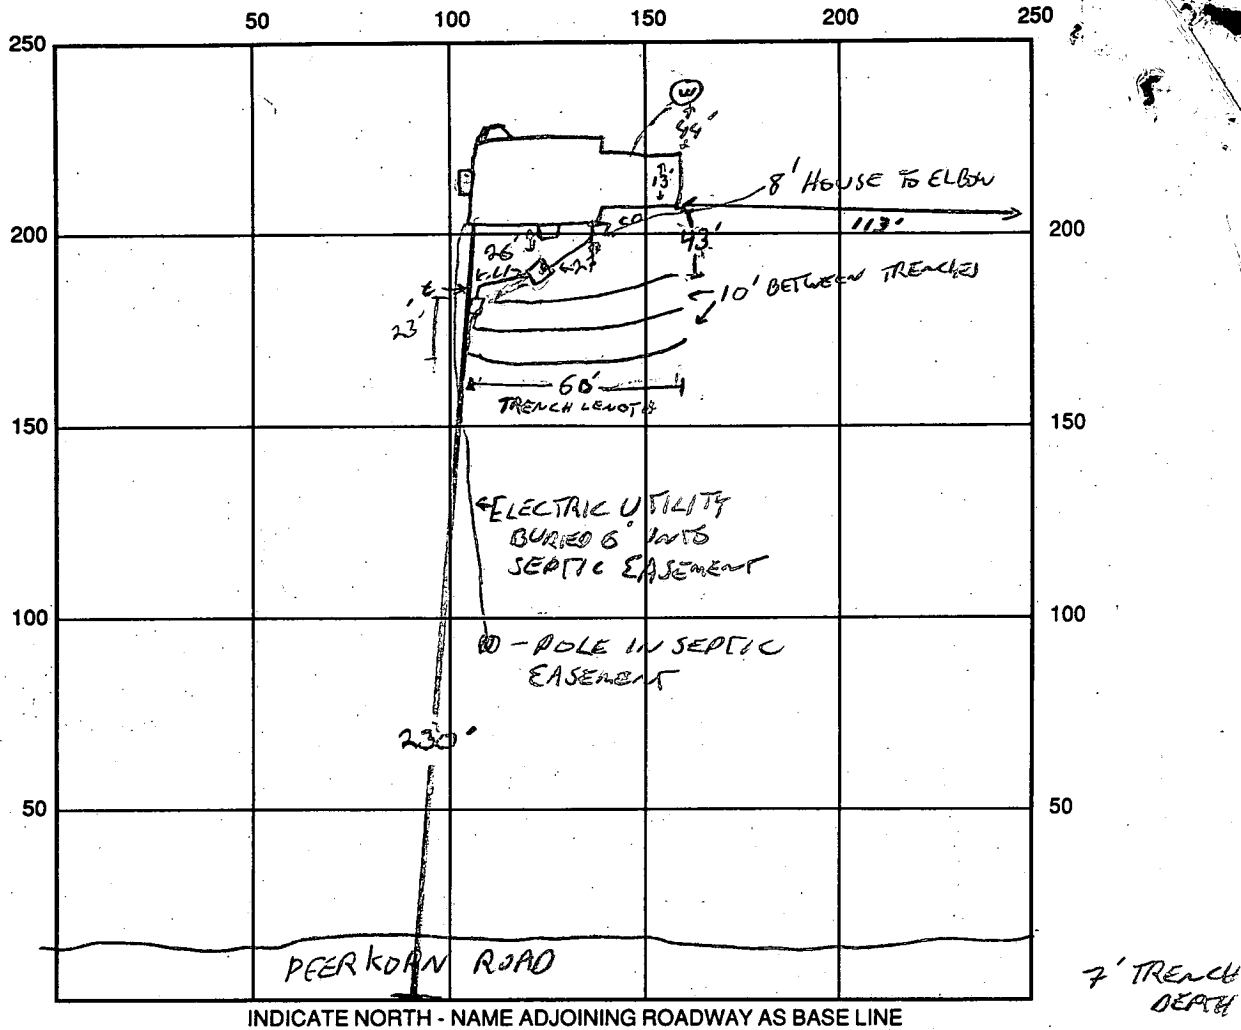 50 100 150 200 250
250
W
44'
13'
8' HOUSE TO ELBOW
CO
113'
200 200
43'
26'
27'
10' BETWEEN TRENCHES
23'
60'
TRENCH LENGTH
150 150
ELECTRIC UTILITY
BURIED 6' INTO
SEPTIC EASEMENT
100 100
- POLE IN SEPTIC
EASEMENT
230'
50 50
PEERKORN ROAD
7' TRENCH
DEPTH
INDICATE NORTH - NAME ADJOINING ROADWAY AS BASE LINE